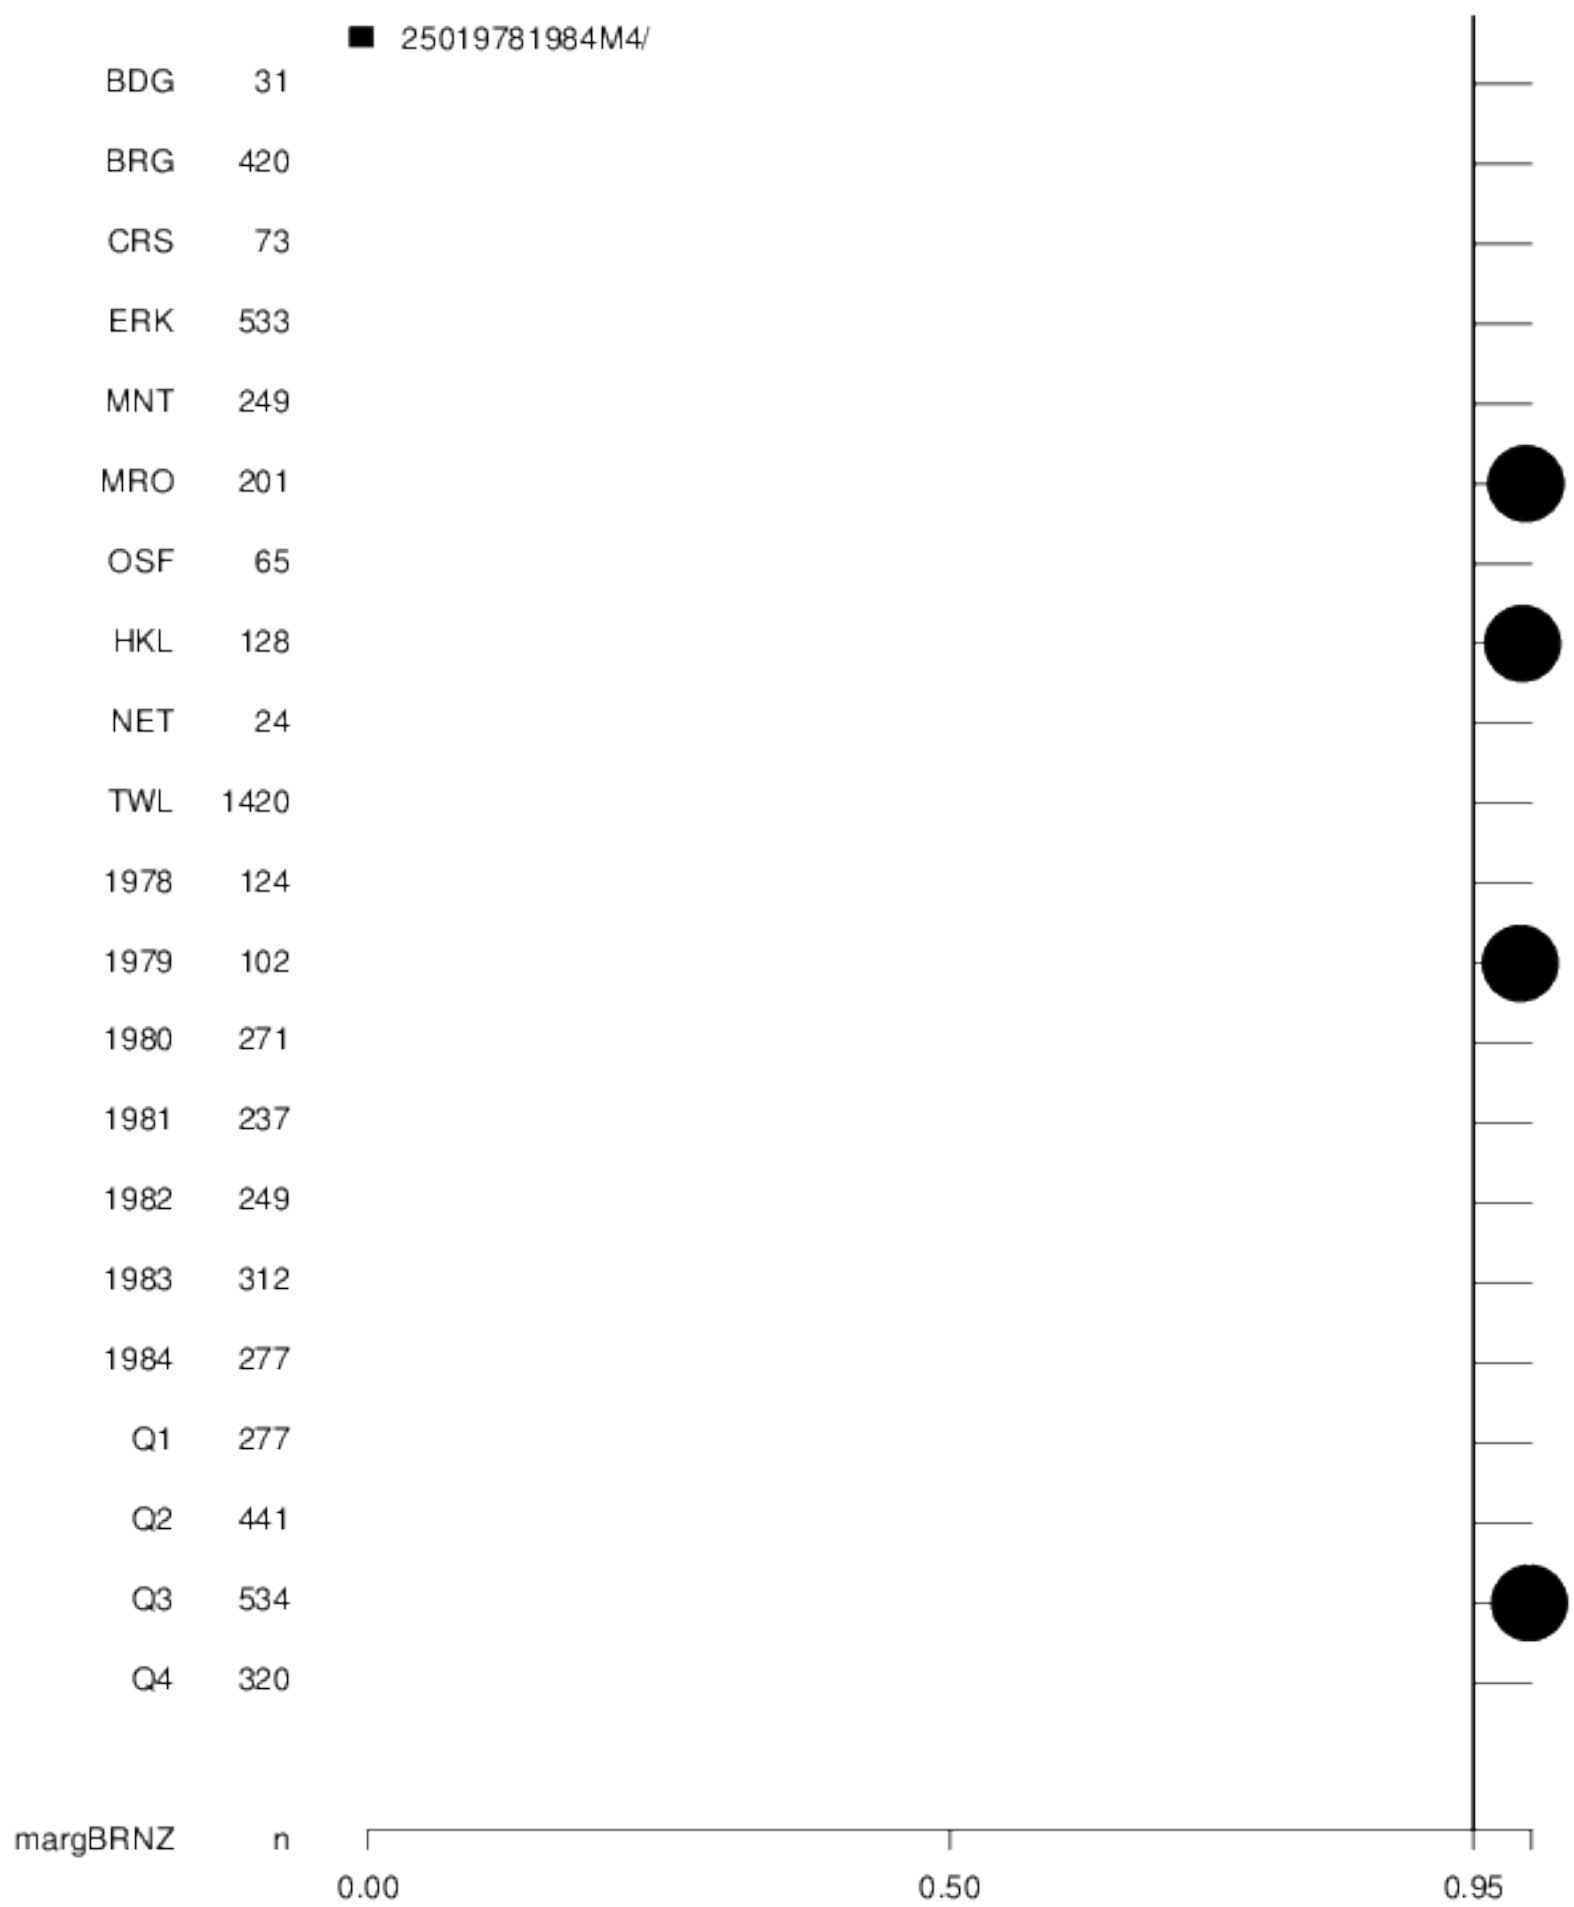 25019781984M4/
BDG 31
BRG 420
CRS 73
ERK 533
MNT 249
MRO 201
OSF 65
HKL 128
NET 24
TWL 1420
1978 124
1979 102
1980 271
1981 237
1982 249
1983 312
1984 277
Q1 277
Q2 441
Q3 534
Q4 320
margBRNZ n
0.00 0.50 0.95